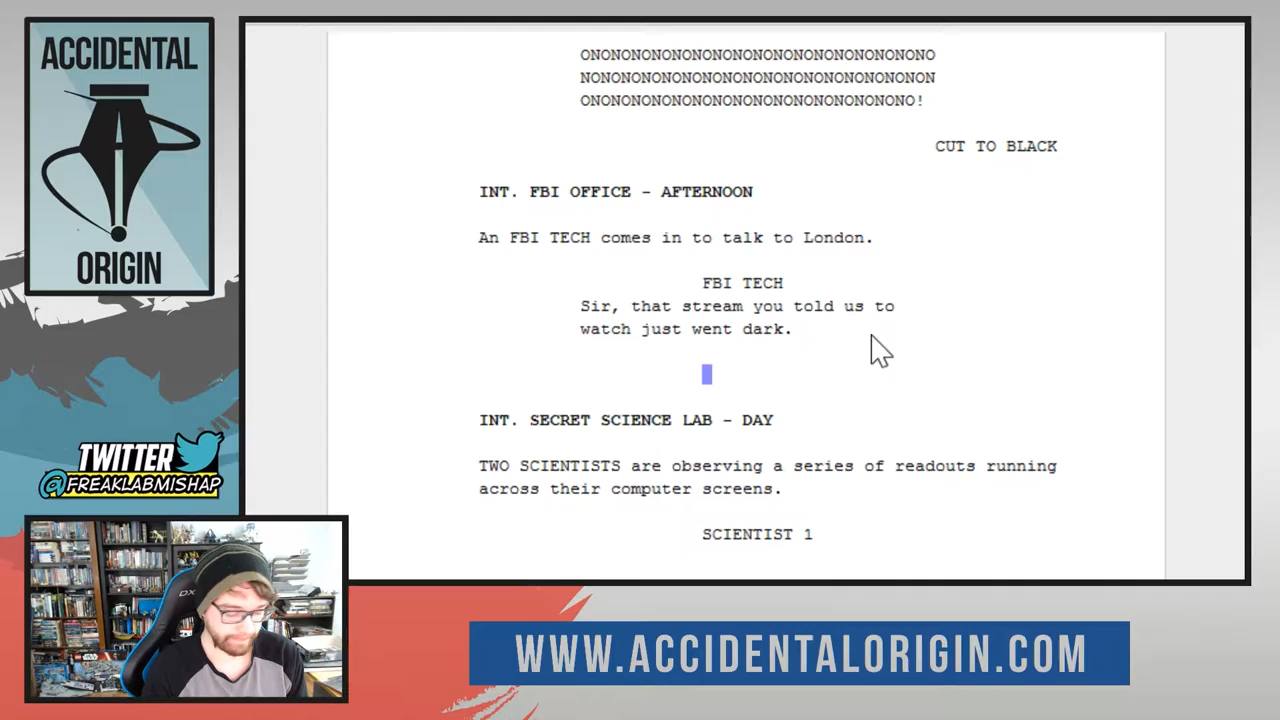 ACCIDENTAL
ORIGIN
TWITTER
@FREAKLABMISHAP
ONONONONONONONONONONONONONONONONONO
NONONONONONONONONONONONONONONONONON
ONONONONONONONONONONONONONONONONO!
CUT TO BLACK
INT. FBI OFFICE - AFTERNOON
An FBI TECH comes in to talk to London.
FBI TECH
Sir, that stream you told us to
watch just went dark.
INT. SECRET SCIENCE LAB - DAY
TWO SCIENTISTS are observing a series of readouts running
across their computer screens.
SCIENTIST 1
DX
WWW.ACCIDENTALORIGIN.COM